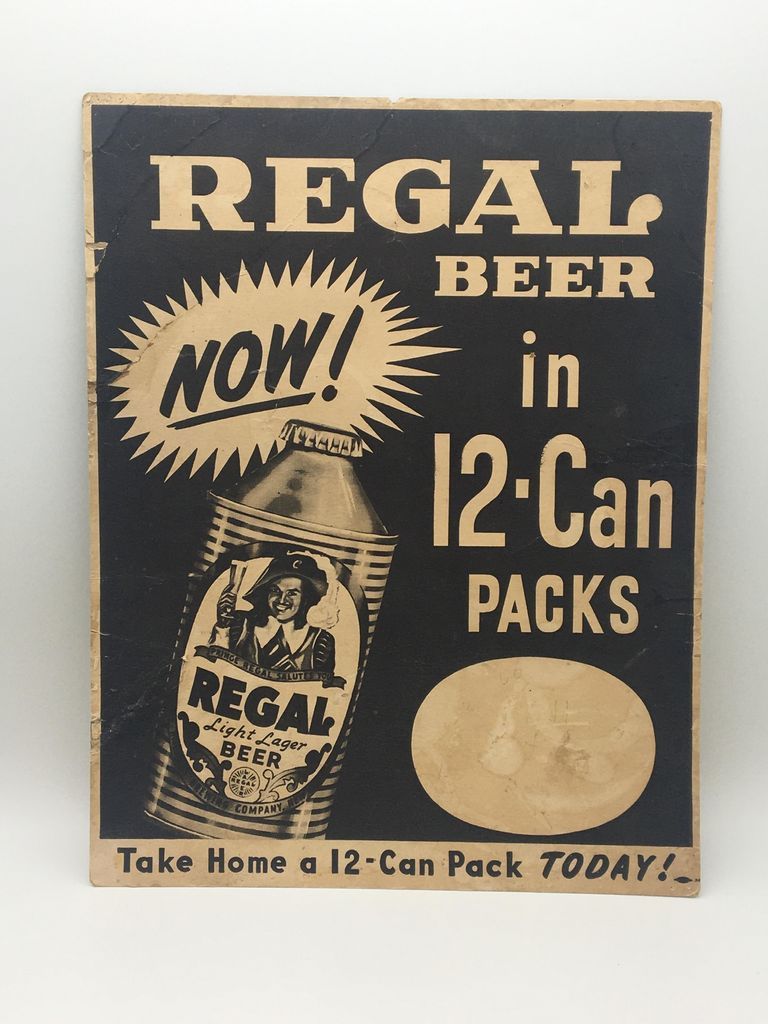 REGAL
BEER
NOW!
in
12-Can
PACKS
C
PRINCE REGAL SALUTES YOU
REGAL
Light Lager
BEER
COMPANY
Take Home a 12-Can Pack TODAY!